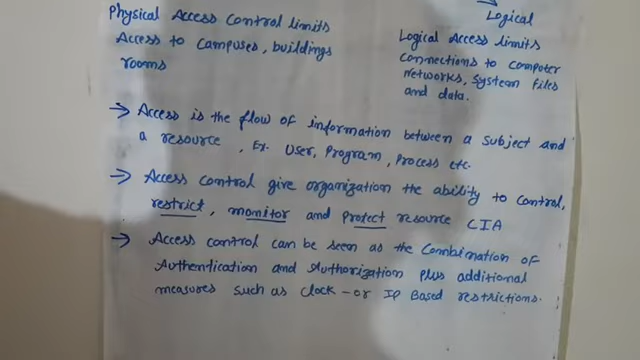 Physical Access Control limits
Access to campuses, buildings
rooms
→ Logical
Logical Access limits
connections to computer
networks, system files
and data.
→ Access is the flow of information between a subject and
a resource, Ex. User, Program, Process etc.
→ Access control give organization the ability to control,
restrict, monitor and protect resource CIA
→ Access control can be seen as the Combination of
Authentication and Authorization plus additional
measures such as clock-or IP Based restrictions.